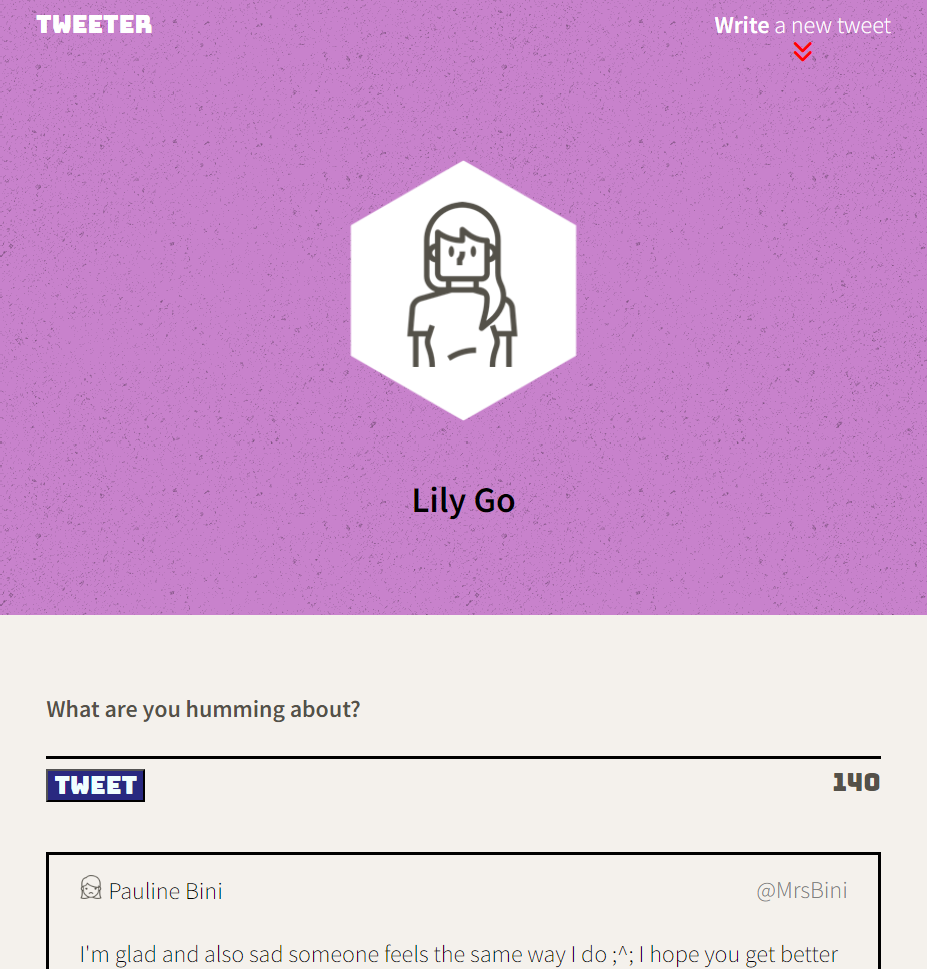 TWEETER
Write a new tweet
Lily Go
What are you humming about?
TWEET
140
Pauline Bini
@MrsBini
I'm glad and also sad someone feels the same way I do ;^; I hope you get better